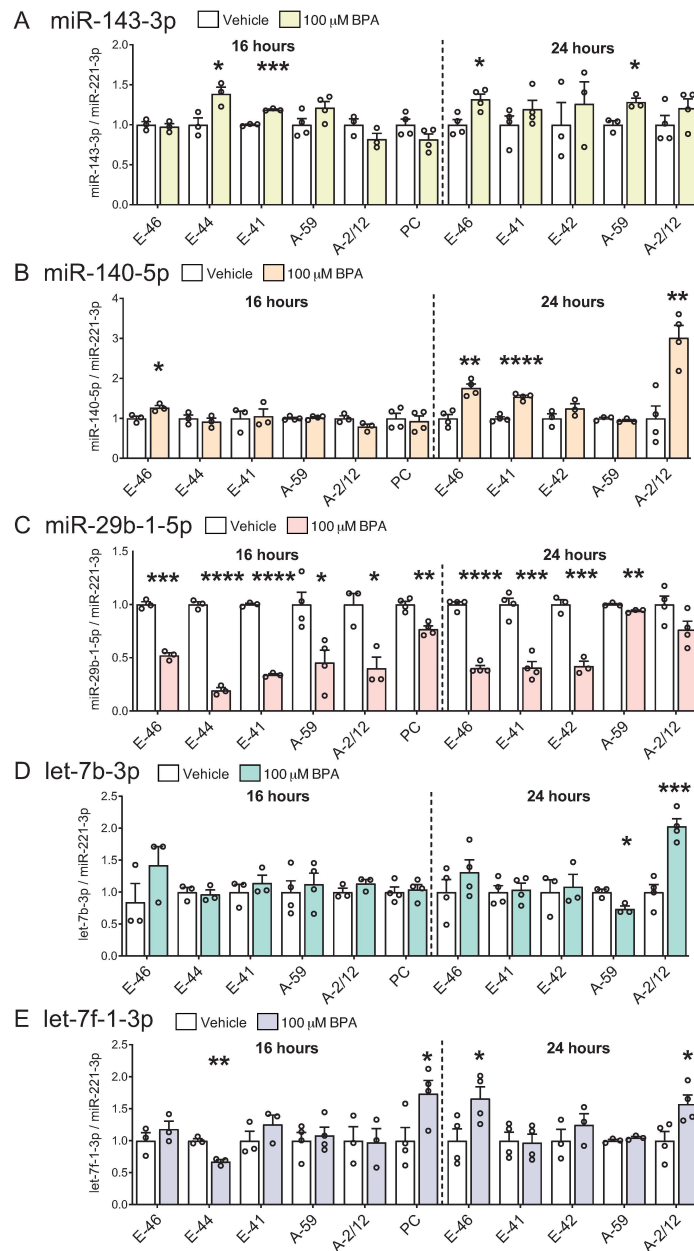 A miR-143-3p Vehicle 100 μM BPA
16 hours 24 hours
miR-143-3p / miR-221-3p
2.0
1.5
1.0
0.5
0.0
* *** * *
E-46 E-44 E-41 A-59 A-2/12 PC E-46 E-41 E-42 A-59 A-2/12
B miR-140-5p Vehicle 100 μM BPA
16 hours 24 hours
miR-140-5p / miR-221-3p
4
3
2
1
0
* ** **** **
E-46 E-44 E-41 A-59 A-2/12 PC E-46 E-41 E-42 A-59 A-2/12
C miR-29b-1-5p Vehicle 100 μM BPA
16 hours 24 hours
miR-29b-1-5p / miR-221-3p
1.5
1.0
0.5
0.0
*** **** **** * * ** **** *** *** **
E-46 E-44 E-41 A-59 A-2/12 PC E-46 E-41 E-42 A-59 A-2/12
D let-7b-3p Vehicle 100 μM BPA
16 hours 24 hours
let-7b-3p / miR-221-3p
2.5
2.0
1.5
1.0
0.5
0.0
* ***
E-46 E-44 E-41 A-59 A-2/12 PC E-46 E-41 E-42 A-59 A-2/12
E let-7f-1-3p Vehicle 100 μM BPA
16 hours 24 hours
let-7f-1-3p / miR-221-3p
2.5
2.0
1.5
1.0
0.5
0.0
** * * *
E-46 E-44 E-41 A-59 A-2/12 PC E-46 E-41 E-42 A-59 A-2/12